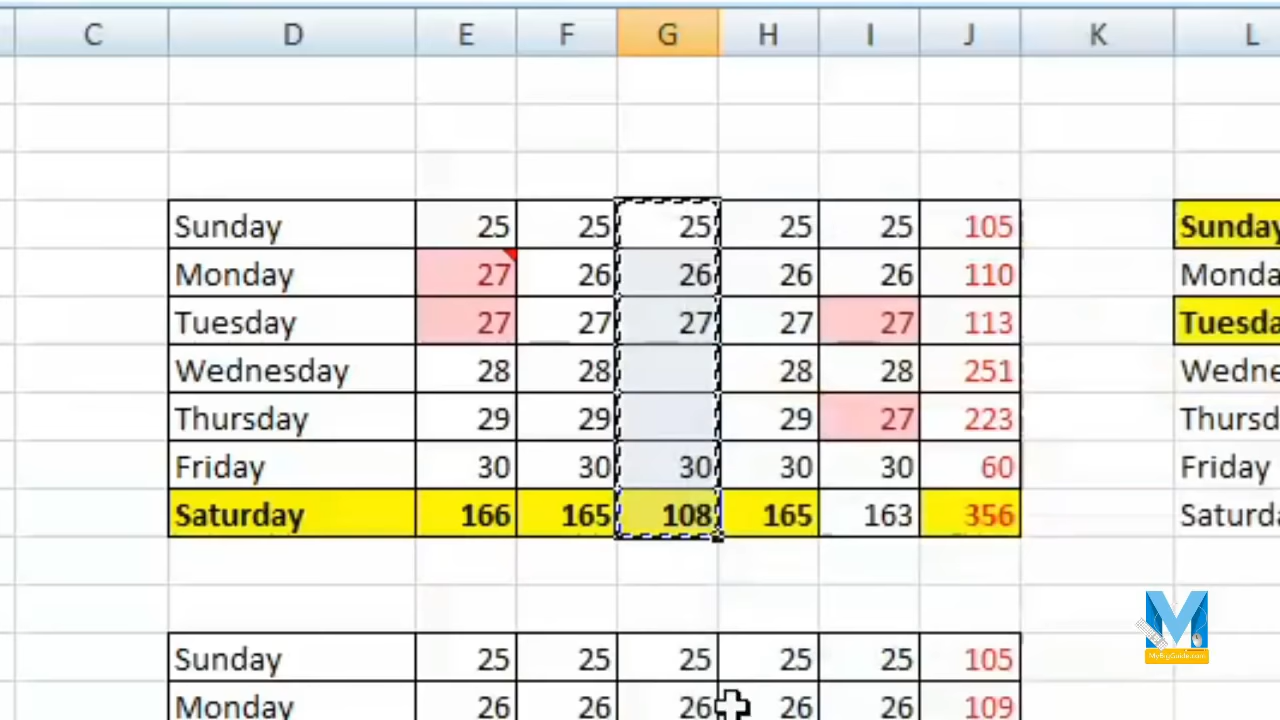 C D E F G H I J K L
Sunday 25 25 25 25 25 105 Sunday
Monday 27 26 26 26 26 110 Monda
Tuesday 27 27 27 27 27 113 Tuesda
Wednesday 28 28 28 28 251 Wedne
Thursday 29 29 29 27 223 Thursd
Friday 30 30 30 30 30 60 Friday
Saturday 166 165 108 165 163 356 Saturda
Sunday 25 25 25 25 25 105
Monday 26 26 26 26 26 109
MyBigGuide.com